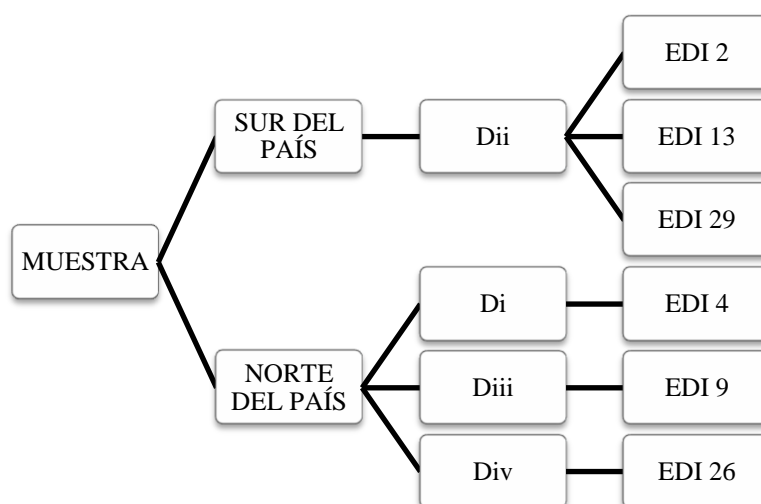 MUESTRA
SUR DEL
PAÍS
Dii
EDI 2
EDI 13
EDI 29
NORTE
DEL PAÍS
Di
EDI 4
Diii
EDI 9
Div
EDI 26